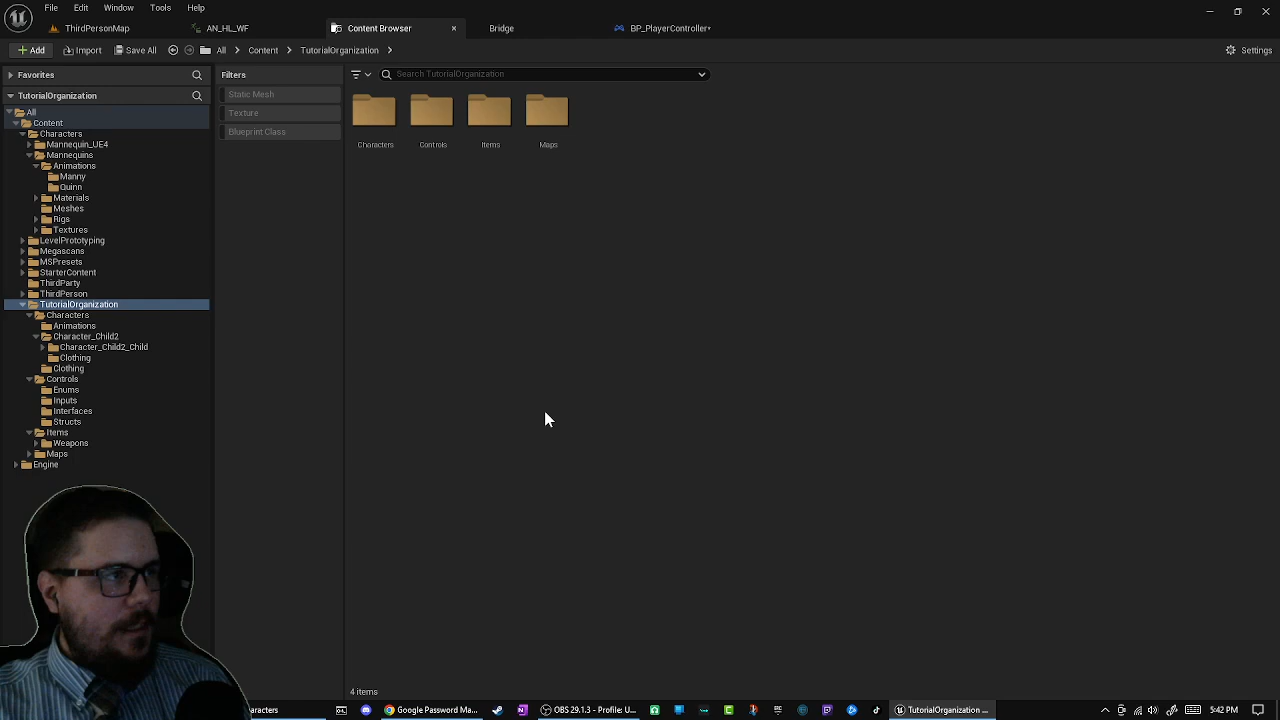 File Edit Window Tools Help
ThirdPersonMap AN_HL_WF Content Browser Bridge BP_PlayerController*
Add Import Save All All Content TutorialOrganization Settings
Favorites
TutorialOrganization
All
Content
Characters
Mannequin_UE4
Mannequins
Animations
Manny
Quinn
Materials
Meshes
Rigs
Textures
LevelPrototyping
Megascans
MSPresets
StarterContent
ThirdParty
ThirdPerson
TutorialOrganization
Characters
Animations
Character_Child2
Character_Child2_Child
Clothing
Clothing
Controls
Enums
Inputs
Interfaces
Structs
Items
Weapons
Maps
Engine
Filters
Static Mesh
Texture
Blueprint Class
Search TutorialOrganization
Characters Controls Items Maps
4 items
aracters Google Password Ma... OBS 29.1.3 - Profile: U... TutorialOrganization ... 5:42 PM